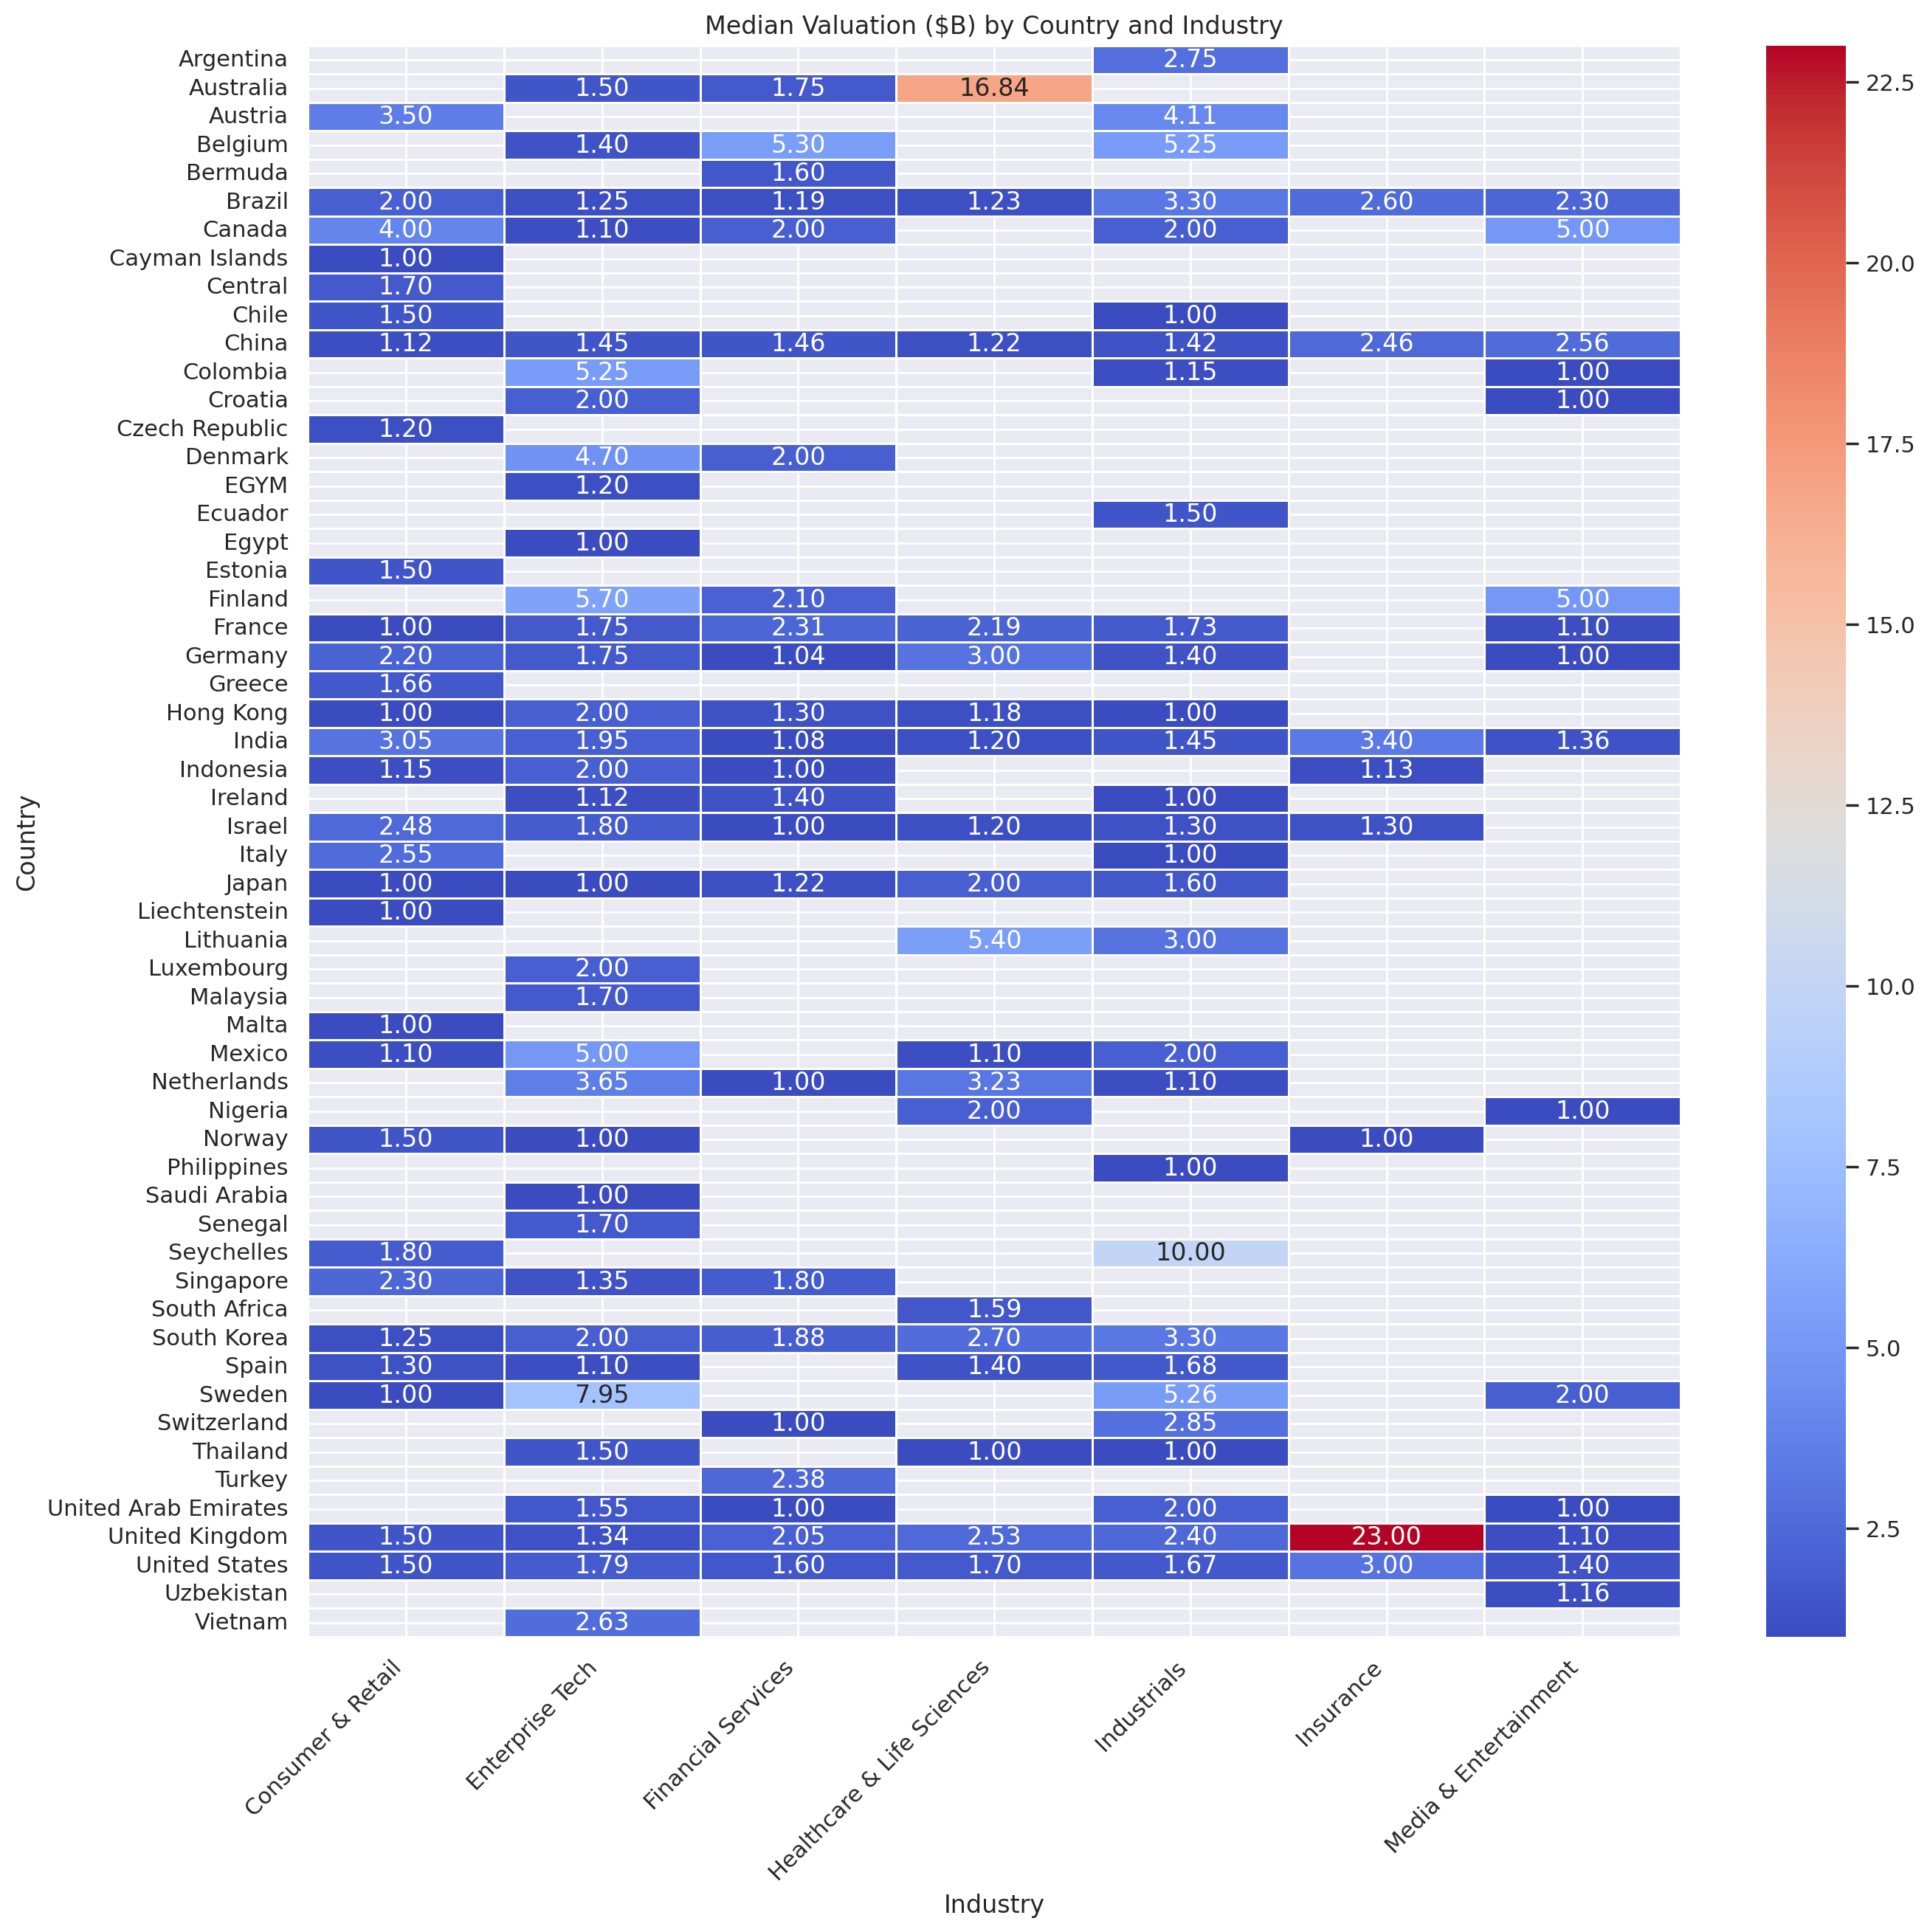 Median Valuation ($B) by Country and Industry
Argentina 2.75
Australia 1.50 1.75 16.84
Austria 3.50 4.11
Belgium 1.40 5.30 5.25
Bermuda 1.60
Brazil 2.00 1.25 1.19 1.23 3.30 2.60 2.30
Canada 4.00 1.10 2.00 2.00 5.00
Cayman Islands 1.00
Central 1.70
Chile 1.50 1.00
China 1.12 1.45 1.46 1.22 1.42 2.46 2.56
Colombia 5.25 1.15 1.00
Croatia 2.00 1.00
Czech Republic 1.20
Denmark 4.70 2.00
EGYM 1.20
Ecuador 1.50
Egypt 1.00
Estonia 1.50
Finland 5.70 2.10 5.00
France 1.00 1.75 2.31 2.19 1.73 1.10
Germany 2.20 1.75 1.04 3.00 1.40 1.00
Greece 1.66
Hong Kong 1.00 2.00 1.30 1.18 1.00
India 3.05 1.95 1.08 1.20 1.45 3.40 1.36
Indonesia 1.15 2.00 1.00 1.13
Ireland 1.12 1.40 1.00
Israel 2.48 1.80 1.00 1.20 1.30 1.30
Italy 2.55 1.00
Japan 1.00 1.00 1.22 2.00 1.60
Liechtenstein 1.00
Lithuania 5.40 3.00
Luxembourg 2.00
Malaysia 1.70
Malta 1.00
Mexico 1.10 5.00 1.10 2.00
Netherlands 3.65 1.00 3.23 1.10
Nigeria 2.00 1.00
Norway 1.50 1.00 1.00
Philippines 1.00
Saudi Arabia 1.00
Senegal 1.70
Seychelles 1.80 10.00
Singapore 2.30 1.35 1.80
South Africa 1.59
South Korea 1.25 2.00 1.88 2.70 3.30
Spain 1.30 1.10 1.40 1.68
Sweden 1.00 7.95 5.26 2.00
Switzerland 1.00 2.85
Thailand 1.50 1.00 1.00
Turkey 2.38
United Arab Emirates 1.55 1.00 2.00 1.00
United Kingdom 1.50 1.34 2.05 2.53 2.40 23.00 1.10
United States 1.50 1.79 1.60 1.70 1.67 3.00 1.40
Uzbekistan 1.16
Vietnam 2.63
Country
Consumer & Retail
Enterprise Tech
Financial Services
Healthcare & Life Sciences
Industrials
Insurance
Media & Entertainment
Industry
22.5
20.0
17.5
15.0
12.5
10.0
7.5
5.0
2.5